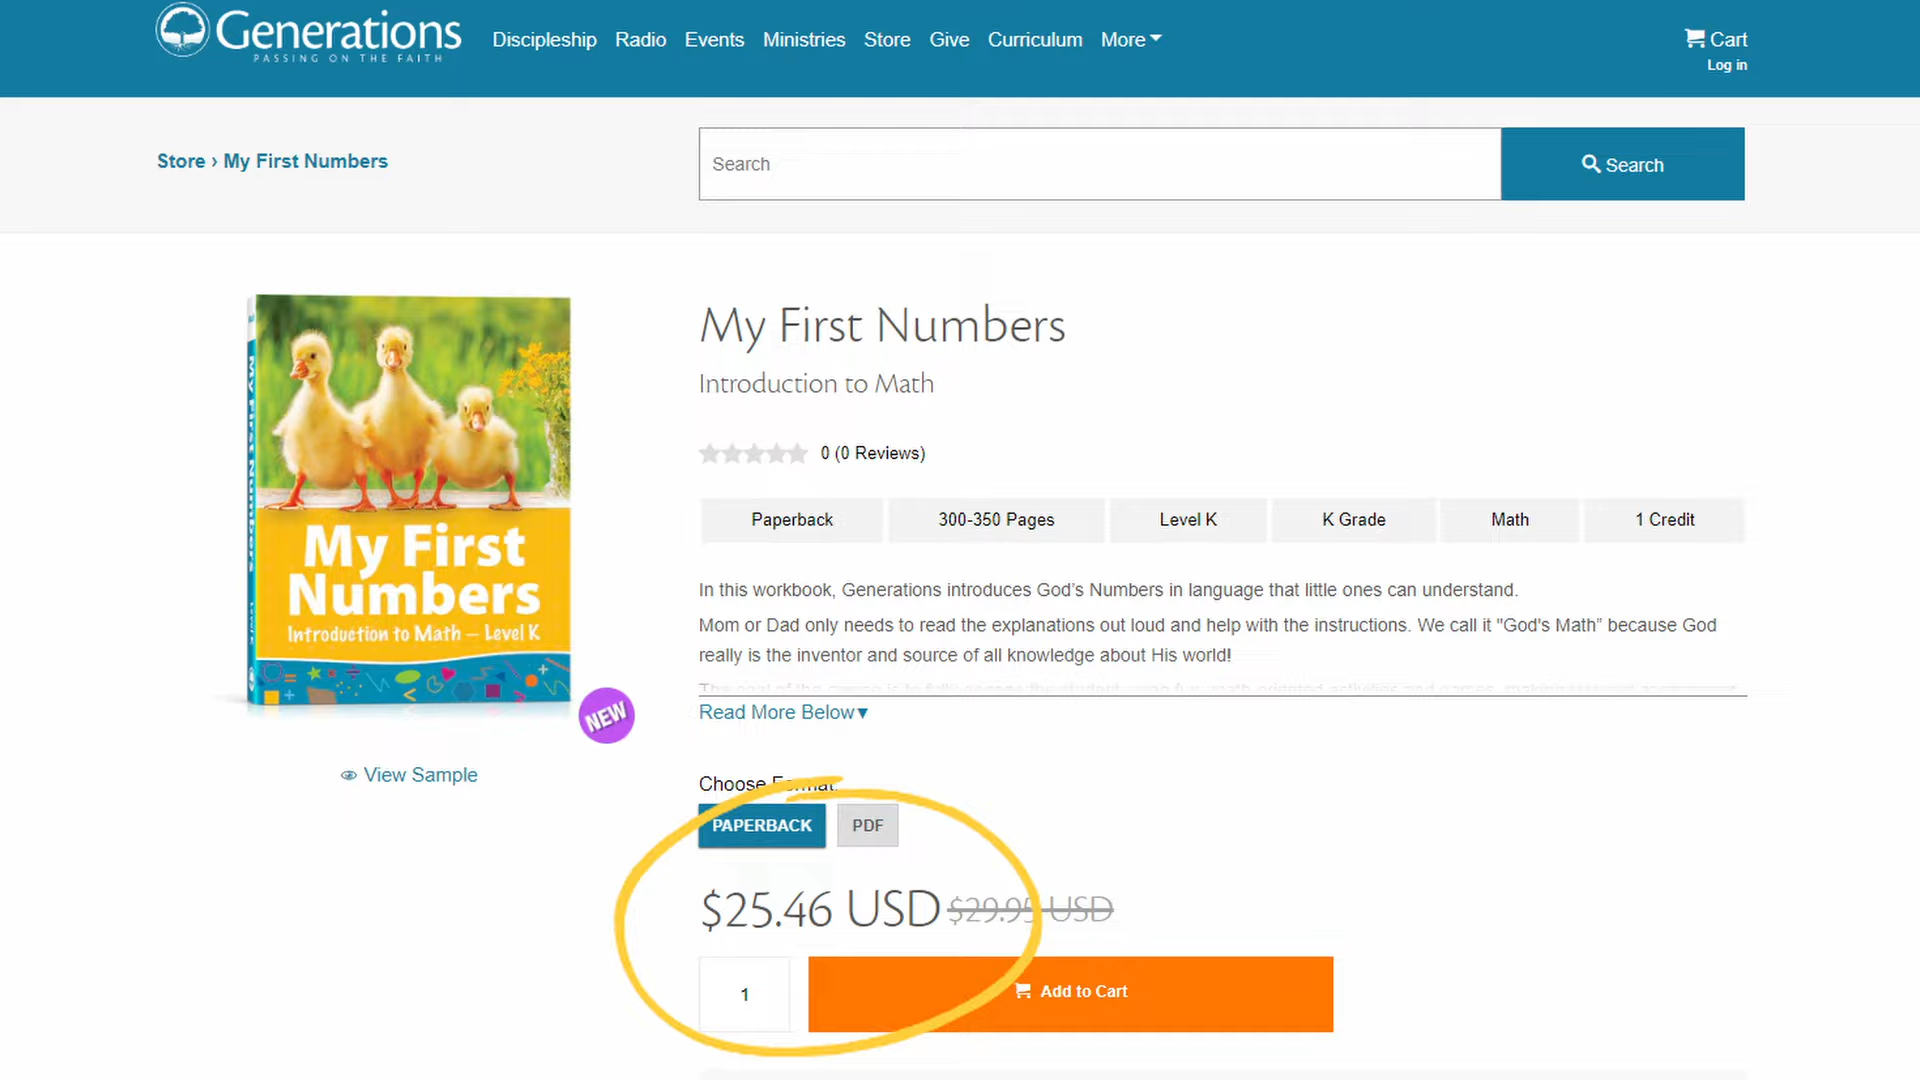 Generations
PASSING ON THE FAITH
Discipleship Radio Events Ministries Store Give Curriculum More
Cart
Log in
Store › My First Numbers
Search
Search
My First Numbers
Introduction to Math
0 (0 Reviews)
Paperback 300-350 Pages Level K K Grade Math 1 Credit
In this workbook, Generations introduces God’s Numbers in language that little ones can understand.
Mom or Dad only needs to read the explanations out loud and help with the instructions. We call it "God's Math” because God
really is the inventor and source of all knowledge about His world!
Read More Below▼
My First Numbers
My First
Numbers
Introduction to Math – Level K
NEW
View Sample
Choose Format:
PAPERBACK PDF
$25.46 USD $29.95 USD
1
Add to Cart